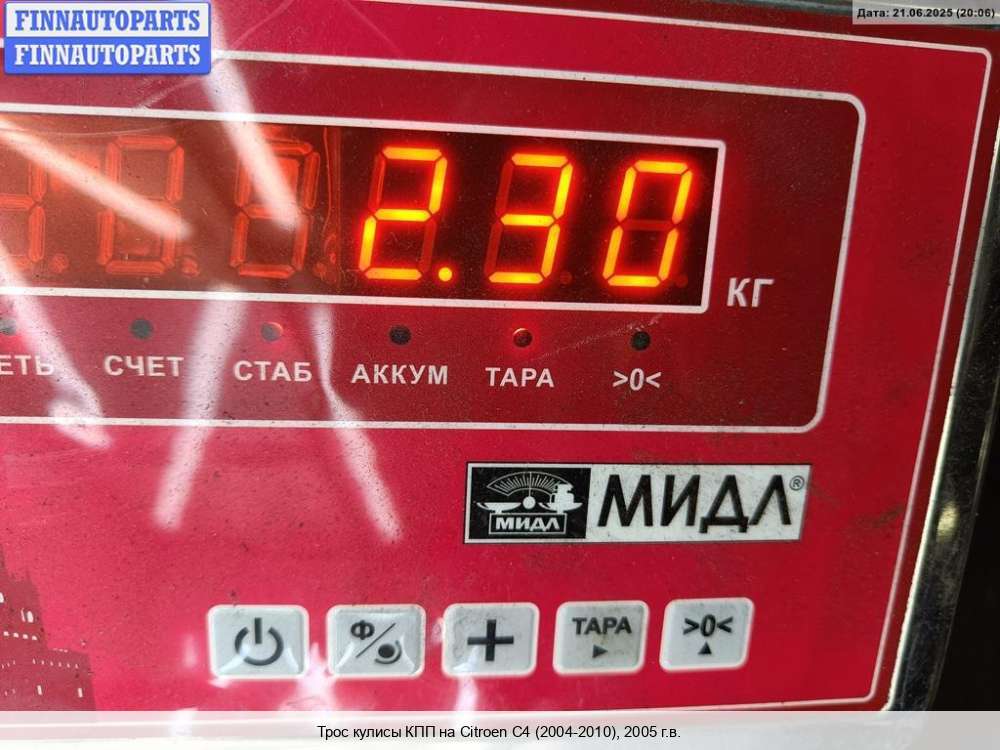 FINNAUTOPARTS
FINNAUTOPARTS
Дата: 21.06.2025 (20:06)
2.30
КГ
СЧЕТ СТАБ АККУМ ТАРА >0<
МИДЛ
МИДЛ®
Ф ТАРА >0<
Трос кулисы КПП на Citroen C4 (2004-2010), 2005 г.в.